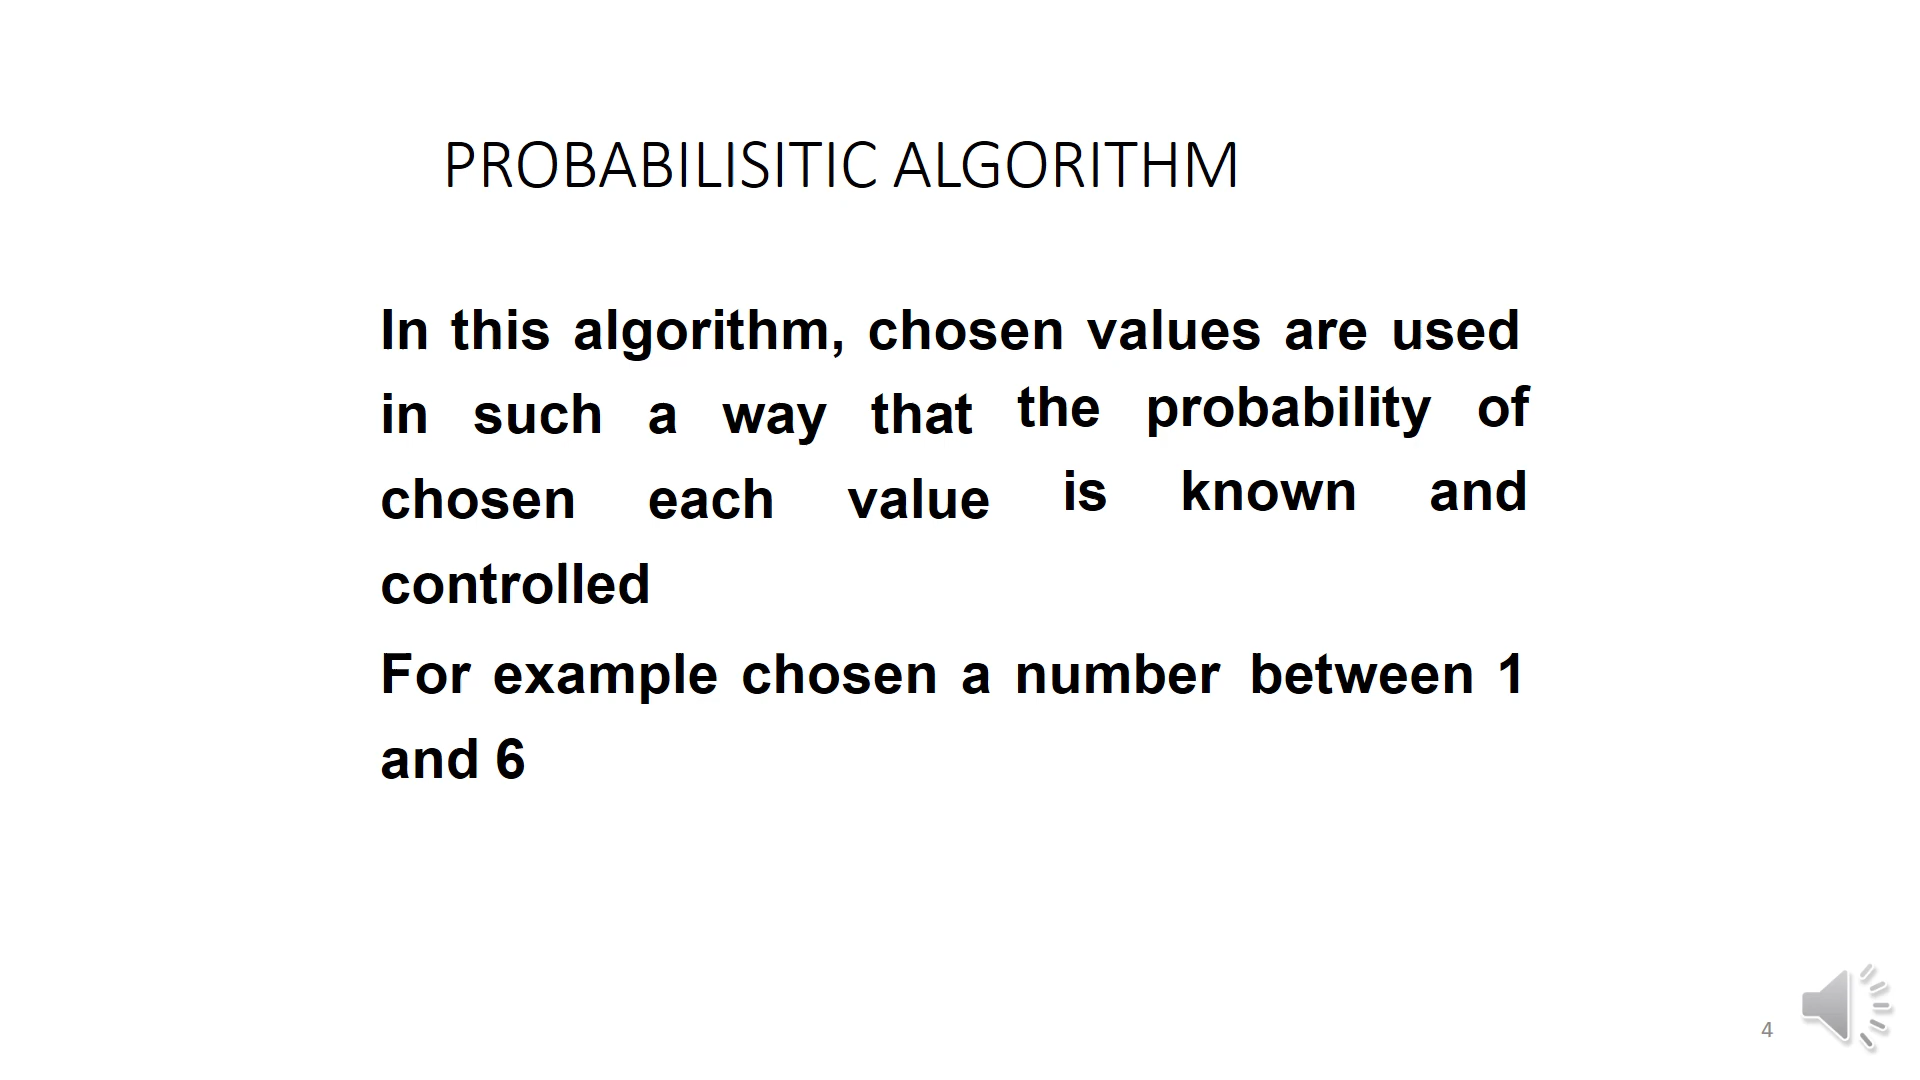 PROBABILISITIC ALGORITHM
In this algorithm, chosen values are used
in such a way that the probability of
chosen each value is known and
controlled
For example chosen a number between 1
and 6
4